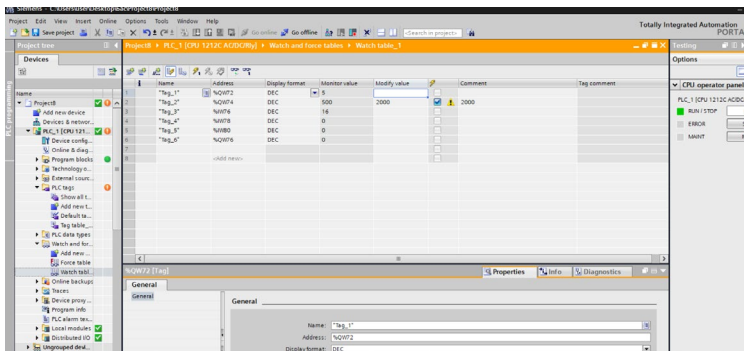 Siemens - C:\Users\user\Desktop\bac\Project8\Project8
Project Edit View Insert Online Options Tools Window Help
Totally Integrated Automation
PORTA
Save project
Go online Go offline
<Search in project>
Project tree
Project8 ▸ PLC_1 [CPU 1212C AC/DC/Rly] ▸ Watch and force tables ▸ Watch table_1
Testing
Devices
Options
PLC programming
Name
Project8
Add new device
Devices & networ...
PLC_1 [CPU 121...
Device config...
Online & diag...
Program blocks
Technology o...
External sourc...
PLC tags
Show all t...
Add new t...
Default ta...
Tag table_...
PLC data types
Watch and for...
Add new ...
Force table
Watch tabl...
Online backups
Traces
Device proxy ...
Program info
PLC alarm tex...
Local modules
Distributed I/O
Ungrouped devi...
i Name Address Display format Monitor value Modify value Comment Tag comment
1 "Tag_1" %QW72 DEC 5
2 "Tag_2" %QW74 DEC 500 2000 2000
3 "Tag_3" %IW76 DEC 16
4 "Tag_4" %IW78 DEC 0
5 "Tag_5" %IW80 DEC 0
6 "Tag_6" %QW76 DEC 0
7
8 <Add new>
CPU operator panel
PLC_1 [CPU 1212C AC/DC
RUN / STOP
ERROR
MAINT
%QW72 [Tag]
Properties Info Diagnostics
General
General
General
Name: "Tag_1"
Address: %QW72
Display format: DEC